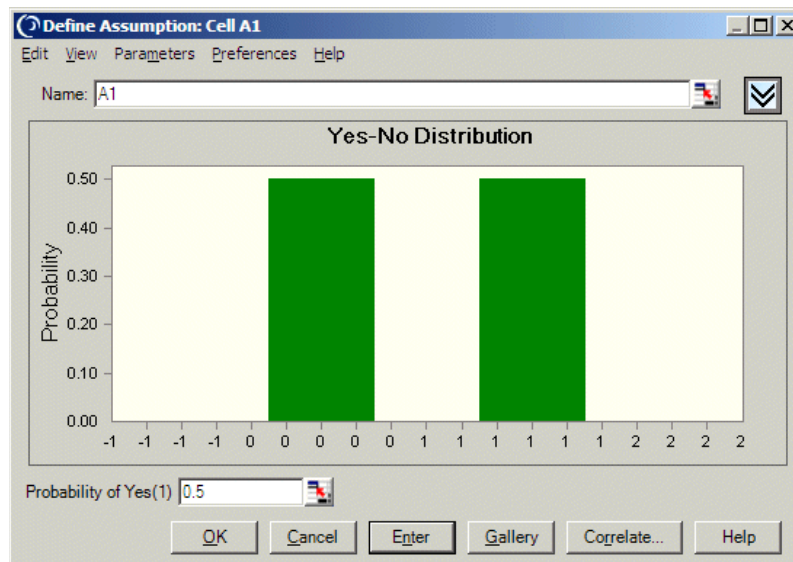 Define Assumption: Cell A1
Edit View Parameters Preferences Help
Name: A1
Yes-No Distribution
Probability
0.50
0.40
0.30
0.20
0.10
0.00
-1 -1 -1 -1 0 0 0 0 0 1 1 1 1 1 1 2 2 2 2
Probability of Yes(1) 0.5
OK Cancel Enter Gallery Correlate... Help